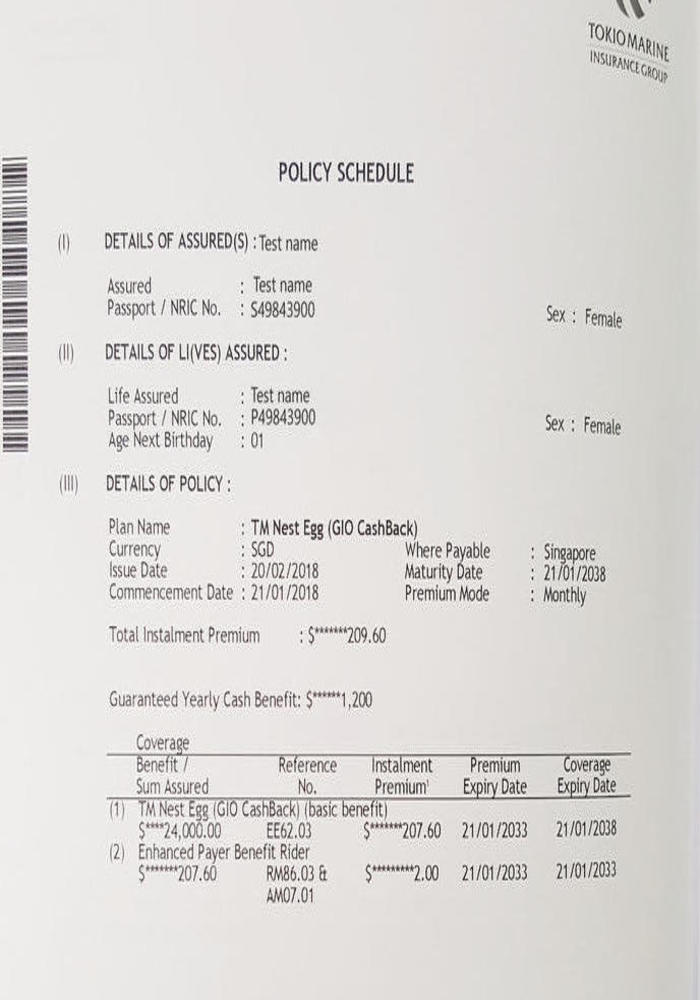 TOKIO MARINE
INSURANCE GROUP
POLICY SCHEDULE
(I) DETAILS OF ASSURED(S) : Test name
Assured : Test name
Passport / NRIC No. : S49843900 Sex : Female
(II) DETAILS OF LI(VES) ASSURED :
Life Assured : Test name
Passport / NRIC No. : P49843900 Sex : Female
Age Next Birthday : 01
(III) DETAILS OF POLICY :
Plan Name : TM Nest Egg (GIO CashBack)
Currency : SGD Where Payable : Singapore
Issue Date : 20/02/2018 Maturity Date : 21/01/2038
Commencement Date : 21/01/2018 Premium Mode : Monthly
Total Instalment Premium : $*******209.60
Guaranteed Yearly Cash Benefit: $******1,200
Coverage
Benefit / Reference Instalment Premium Coverage
Sum Assured No. Premium¹ Expiry Date Expiry Date
(1) TM Nest Egg (GIO CashBack) (basic benefit)
$****24,000.00 EE62.03 $*******207.60 21/01/2033 21/01/2038
(2) Enhanced Payer Benefit Rider
$*******207.60 RM86.03 & $*********2.00 21/01/2033 21/01/2033
AM07.01